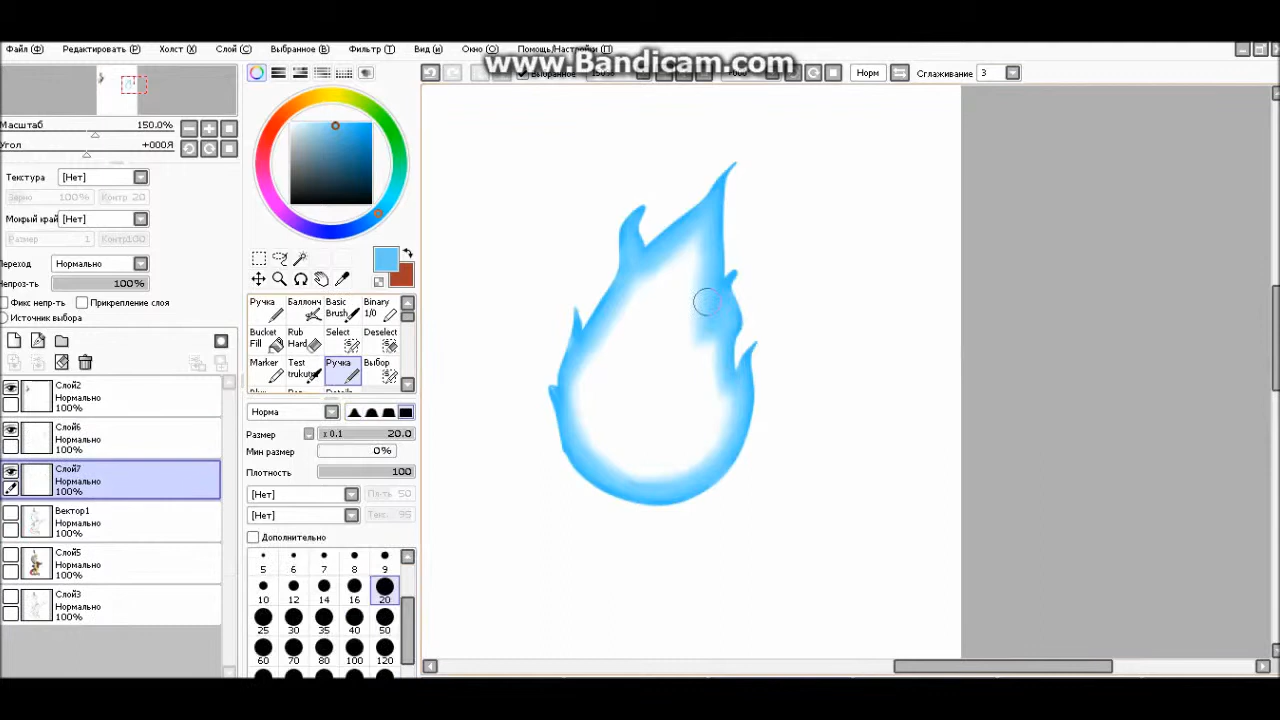 www.Bandicam.com
Файл (Ф) Редактировать (P) Холст (X) Слой (C) Выбранное (B) Фильтр (T) Вид (и) Окно (O) Помощь/Настройки (П)
Выбранное Норм Сглаживание 3
Масштаб 150.0%
Угол +000Я
Текстура [Нет]
Зерно 100% Контр 20
Мокрый край [Нет]
Размер 1 Контр100
Переход Нормально
Непроз-ть 100%
Фикс непр-ть Прикрепление слоя
Источник выбора
Слой2
Нормально
100%
Слой6
Нормально
100%
Слой7
Нормально
100%
Вектор1
Нормально
100%
Слой5
Нормально
100%
Слой3
Нормально
100%
Ручка Баллонч Basic Brush Binary 1/0
Bucket Fill Rub Hard Select Deselect
Marker Test trukutu Ручка Выбор
Норма
Размер x 0.1 20.0
Мин размер 0%
Плотность 100
[Нет] Пл-ть 50
[Нет] Текс. 95
Дополнительно
5 6 7 8 9
10 12 14 16 20
25 30 35 40 50
60 70 80 100 120